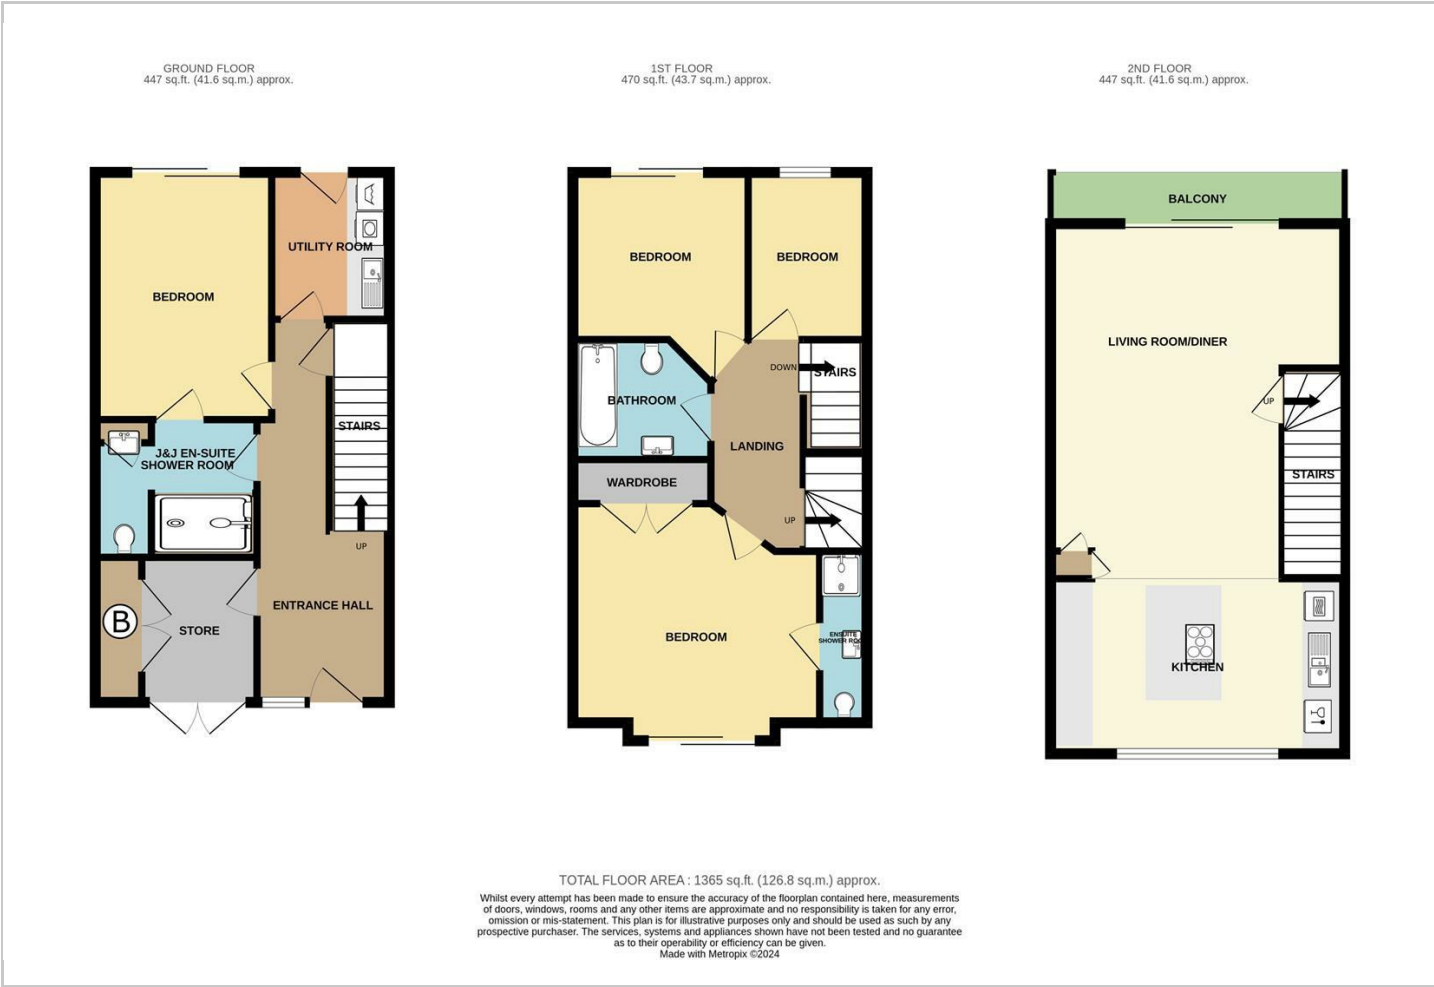 GROUND FLOOR
447 sq.ft. (41.6 sq.m.) approx.
BEDROOM
UTILITY ROOM
STAIRS
J&J EN-SUITE
SHOWER ROOM
UP
ENTRANCE HALL
B
STORE
1ST FLOOR
470 sq.ft. (43.7 sq.m.) approx.
BEDROOM
BEDROOM
DOWN
STAIRS
BATHROOM
LANDING
WARDROBE
UP
BEDROOM
ENSUITE
SHOWER ROOM
2ND FLOOR
447 sq.ft. (41.6 sq.m.) approx.
BALCONY
LIVING ROOM/DINER
UP
STAIRS
KITCHEN
TOTAL FLOOR AREA : 1365 sq.ft. (126.8 sq.m.) approx.
Whilst every attempt has been made to ensure the accuracy of the floorplan contained here, measurements
of doors, windows, rooms and any other items are approximate and no responsibility is taken for any error,
omission or mis-statement. This plan is for illustrative purposes only and should be used as such by any
prospective purchaser. The services, systems and appliances shown have not been tested and no guarantee
as to their operability or efficiency can be given.
Made with Metropix ©2024